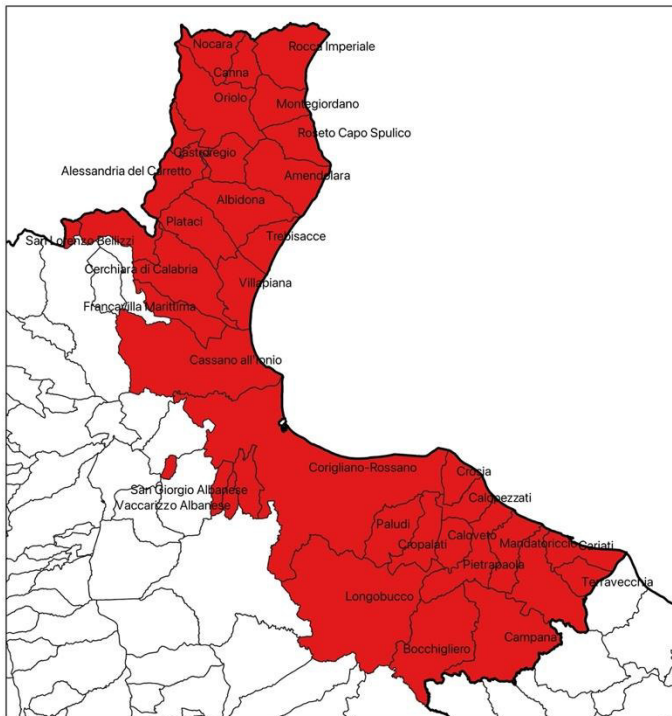 Nocara
Rocca Imperiale
Canna
Oriolo
Montegiordano
Roseto Capo Spulico
Castroregio
Alessandria del Carretto
Amendolara
Albidona
Plataci
Trebisacce
San Lorenzo Bellizzi
Cerchiara di Calabria
Villapiana
Francavilla Marittima
Cassano all'Ionio
Corigliano-Rossano
Crosia
San Giorgio Albanese
Calopezzati
Vaccarizzo Albanese
Paludi
Caloveto
Cropalati
Mandatoriccio
Cariati
Pietrapaola
Terravecchia
Longobucco
Campana
Bocchigliero